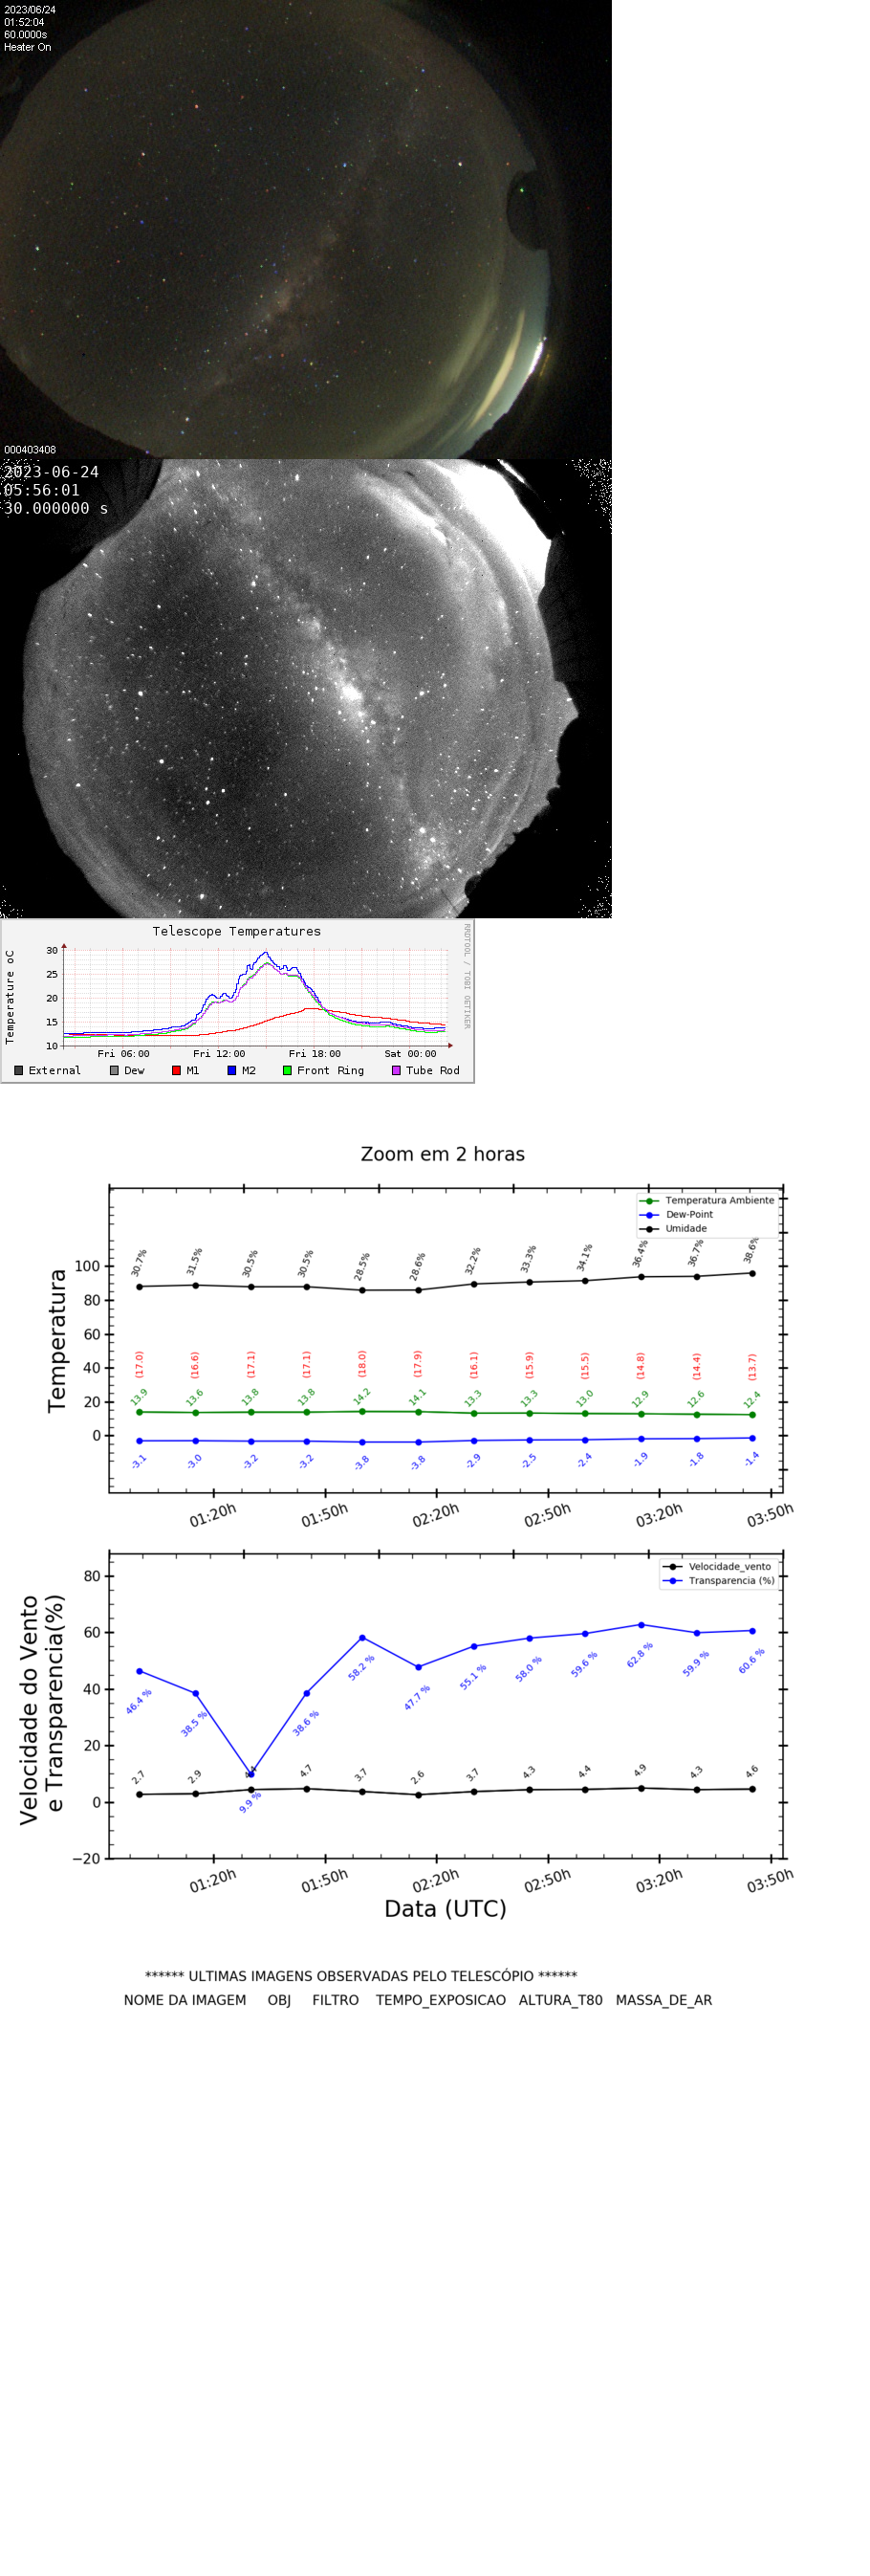 2023/06/24
01:52:04
60.0000s
Heater On
000403408
2023-06-24
05:56:01
30.000000 s
Telescope Temperatures
RRDTOOL / TOBI OETIKER
Temperature oC
30
25
20
15
10
Fri 06:00 Fri 12:00 Fri 18:00 Sat 00:00
External Dew M1 M2 Front Ring Tube Rod
Zoom em 2 horas
Temperatura Ambiente
Dew-Point
Umidade
Temperatura
100
80
60
40
20
0
30.7% 31.5% 30.5% 30.5% 28.5% 28.6% 32.2% 33.3% 34.1% 36.4% 36.7% 38.6%
(17.0) (16.6) (17.1) (17.1) (18.0) (17.9) (16.1) (15.9) (15.5) (14.8) (14.4) (13.7)
13.9 13.6 13.8 13.8 14.2 14.1 13.3 13.3 13.0 12.9 12.6 12.4
-3.1 -3.0 -3.2 -3.2 -3.8 -3.8 -2.9 -2.5 -2.4 -1.9 -1.8 -1.4
01:20h 01:50h 02:20h 02:50h 03:20h 03:50h
Velocidade_vento
Transparencia (%)
Velocidade do Vento
e Transparencia(%)
80
60
40
20
0
−20
46.4 % 38.5 % 9.9 % 38.6 % 58.2 % 47.7 % 55.1 % 58.0 % 59.6 % 62.8 % 59.9 % 60.6 %
2.7 2.9 4.7 3.7 2.6 3.7 4.3 4.4 4.9 4.3 4.6
01:20h 01:50h 02:20h 02:50h 03:20h 03:50h
Data (UTC)
****** ULTIMAS IMAGENS OBSERVADAS PELO TELESCÓPIO ******
NOME DA IMAGEM OBJ FILTRO TEMPO_EXPOSICAO ALTURA_T80 MASSA_DE_AR